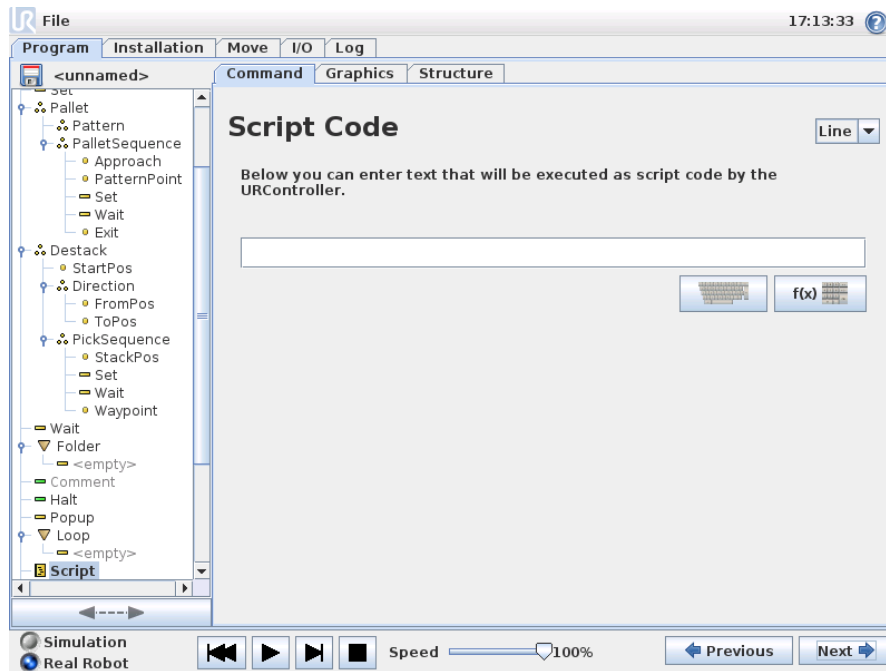 UR File 17:13:33 ?
Program Installation Move I/O Log
<unnamed>
Command Graphics Structure
Set
Pallet
Pattern
PalletSequence
Approach
PatternPoint
Set
Wait
Exit
Destack
StartPos
Direction
FromPos
ToPos
PickSequence
StackPos
Set
Wait
Waypoint
Wait
Folder
<empty>
Comment
Halt
Popup
Loop
<empty>
Script
Script Code
Line
Below you can enter text that will be executed as script code by the
URController.
f(x)
Simulation
Real Robot
Speed 100%
Previous Next